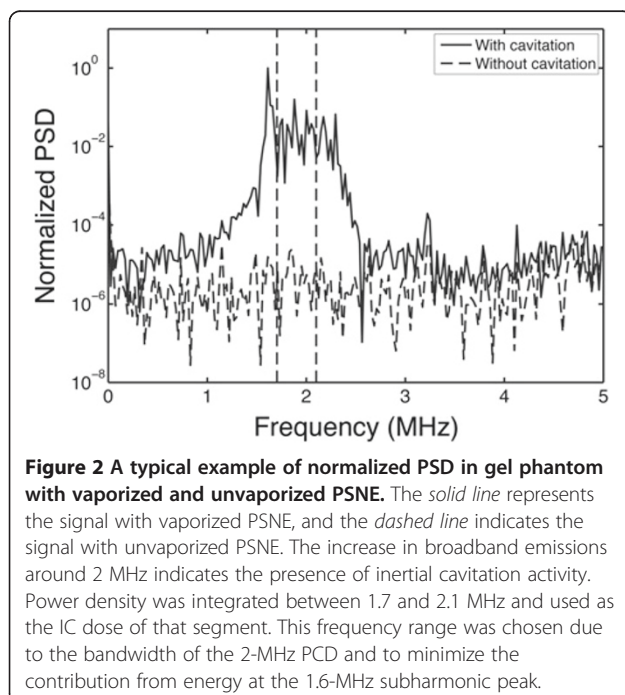 With cavitation
Without cavitation
10^0
10^-2
10^-4
10^-6
10^-8
Normalized PSD
0
1
2
3
4
5
Frequency (MHz)
Figure 2 A typical example of normalized PSD in gel phantom
with vaporized and unvaporized PSNE. The solid line represents
the signal with vaporized PSNE, and the dashed line indicates the
signal with unvaporized PSNE. The increase in broadband emissions
around 2 MHz indicates the presence of inertial cavitation activity.
Power density was integrated between 1.7 and 2.1 MHz and used as
the IC dose of that segment. This frequency range was chosen due
to the bandwidth of the 2-MHz PCD and to minimize the
contribution from energy at the 1.6-MHz subharmonic peak.